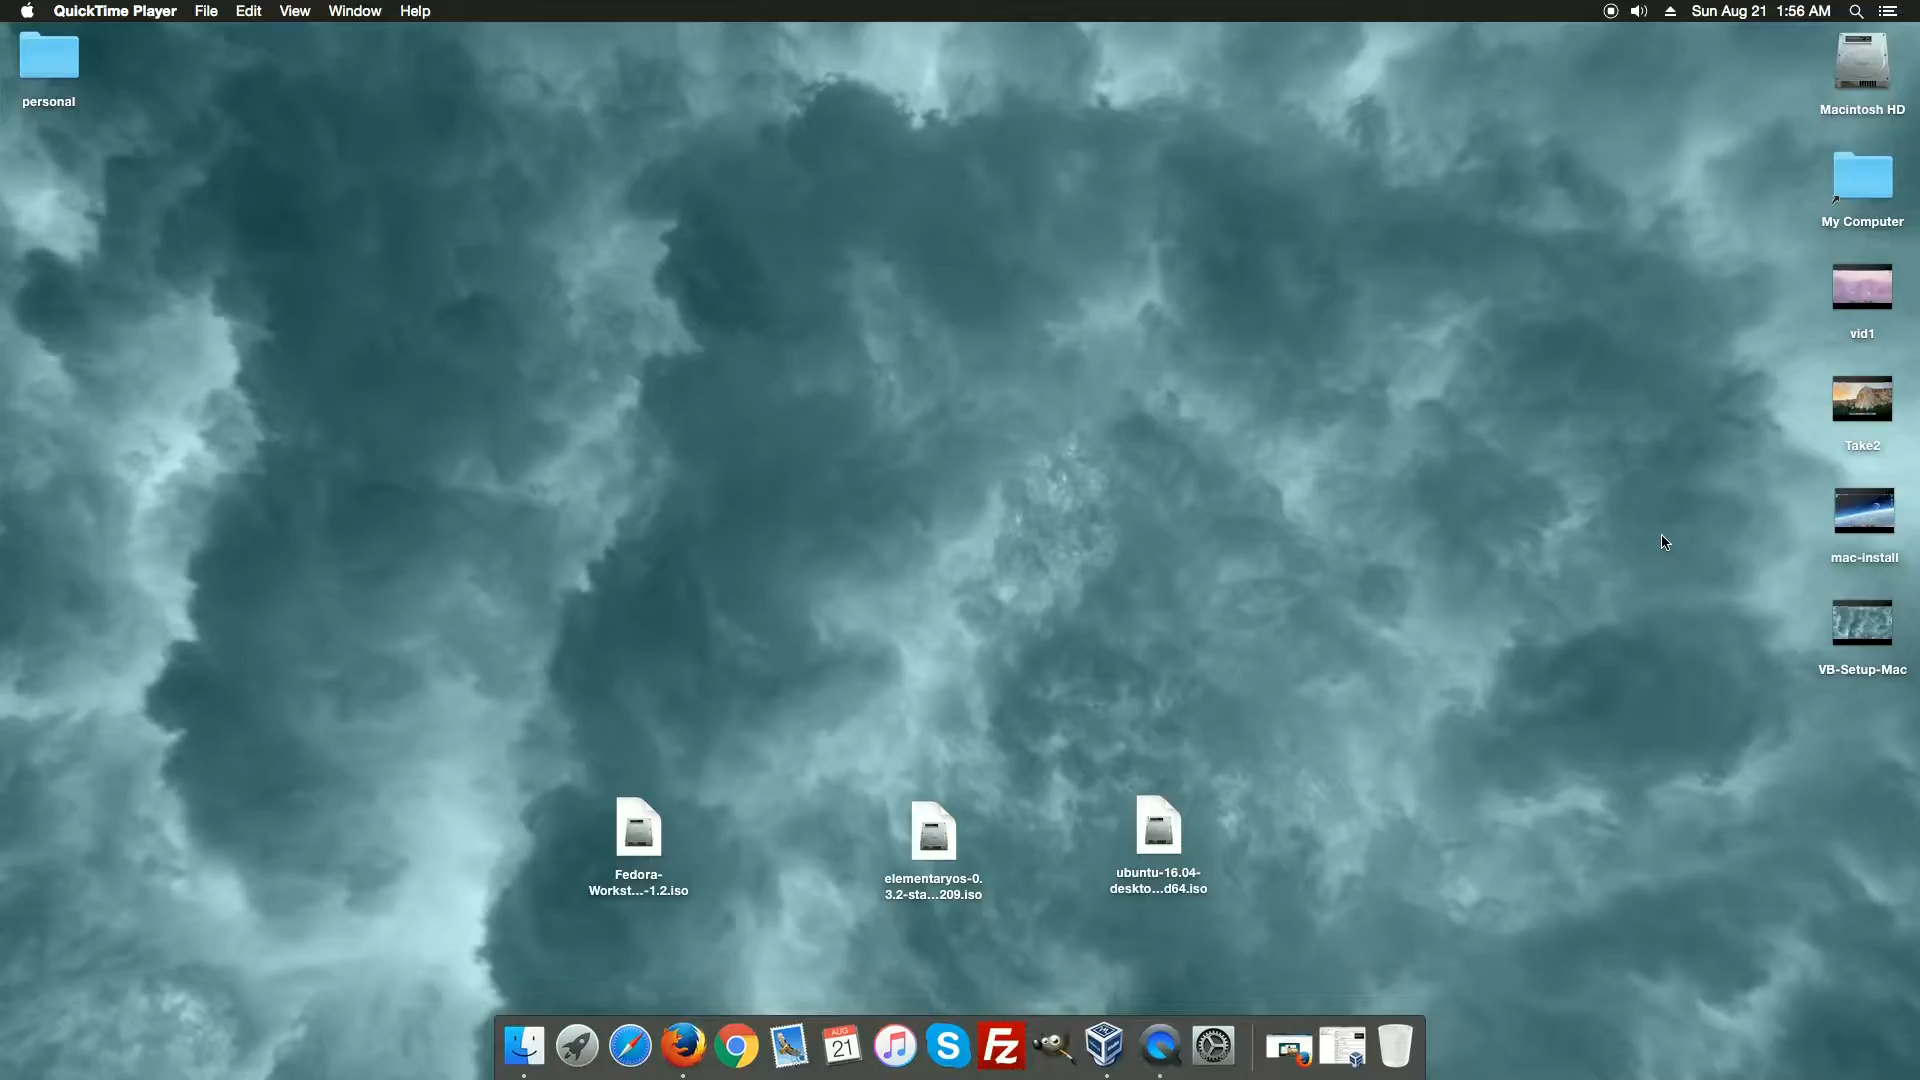 QuickTime Player File Edit View Window Help Sun Aug 21 1:56 AM
personal
Macintosh HD
My Computer
vid1
Take2
mac-install
VB-Setup-Mac
Fedora-
Workst...-1.2.iso
elementaryos-0.
3.2-sta...209.iso
ubuntu-16.04-
deskto...d64.iso
AUG
21
S
FZ